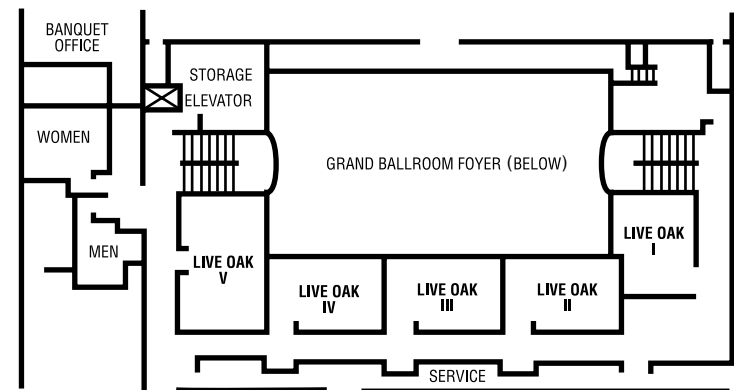 BANQUET
OFFICE
STORAGE
ELEVATOR
WOMEN
GRAND BALLROOM FOYER (BELOW)
MEN
LIVE OAK
V
LIVE OAK
IV
LIVE OAK
III
LIVE OAK
II
LIVE OAK
I
SERVICE